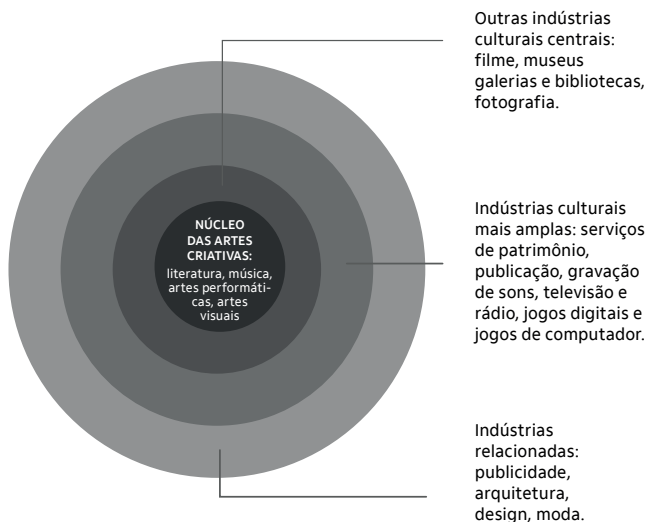 Outras indústrias
culturais centrais:
filme, museus
galerias e bibliotecas,
fotografia.
NÚCLEO
DAS ARTES
CRIATIVAS:
literatura, música,
artes performáti-
cas, artes
visuais
Indústrias culturais
mais amplas: serviços
de patrimônio,
publicação, gravação
de sons, televisão e
rádio, jogos digitais e
jogos de computador.
Indústrias
relacionadas:
publicidade,
arquitetura,
design, moda.